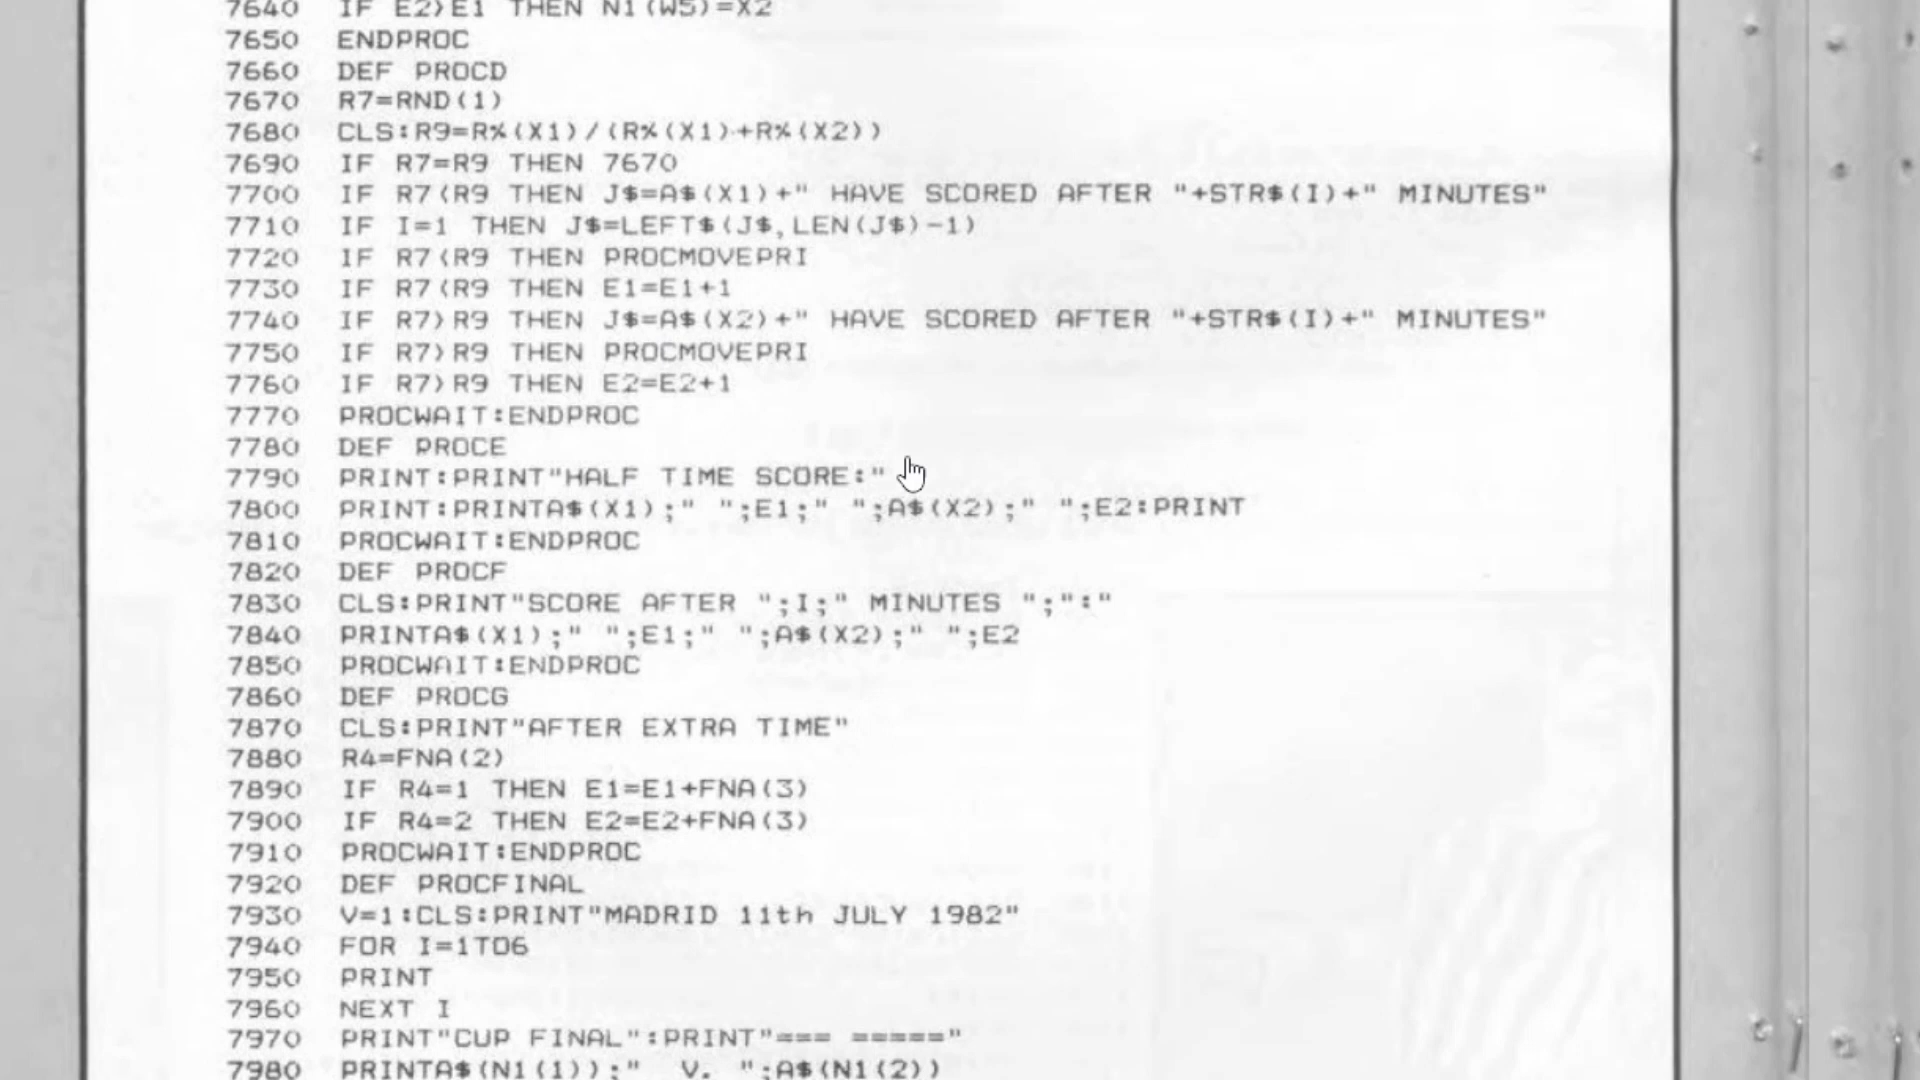 7640 IF E2>E1 THEN N1(W5)=X2
7650 ENDPROC
7660 DEF PROCD
7670 R7=RND(1)
7680 CLS:R9=R%(X1)/(R%(X1)+R%(X2))
7690 IF R7=R9 THEN 7670
7700 IF R7<R9 THEN J$=A$(X1)+" HAVE SCORED AFTER "+STR$(I)+" MINUTES"
7710 IF I=1 THEN J$=LEFT$(J$,LEN(J$)-1)
7720 IF R7<R9 THEN PROCMOVEPRI
7730 IF R7<R9 THEN E1=E1+1
7740 IF R7>R9 THEN J$=A$(X2)+" HAVE SCORED AFTER "+STR$(I)+" MINUTES"
7750 IF R7>R9 THEN PROCMOVEPRI
7760 IF R7>R9 THEN E2=E2+1
7770 PROCWAIT:ENDPROC
7780 DEF PROCE
7790 PRINT:PRINT"HALF TIME SCORE:"
7800 PRINT:PRINTA$(X1);" ";E1;" ";A$(X2);" ";E2:PRINT
7810 PROCWAIT:ENDPROC
7820 DEF PROCF
7830 CLS:PRINT"SCORE AFTER ";I;" MINUTES ";":"
7840 PRINTA$(X1);" ";E1;" ";A$(X2);" ";E2
7850 PROCWAIT:ENDPROC
7860 DEF PROCG
7870 CLS:PRINT"AFTER EXTRA TIME"
7880 R4=FNA(2)
7890 IF R4=1 THEN E1=E1+FNA(3)
7900 IF R4=2 THEN E2=E2+FNA(3)
7910 PROCWAIT:ENDPROC
7920 DEF PROCFINAL
7930 V=1:CLS:PRINT"MADRID 11th JULY 1982"
7940 FOR I=1TO6
7950 PRINT
7960 NEXT I
7970 PRINT"CUP FINAL":PRINT"=== ====="
7980 PRINTA$(N1(1));" V. ";A$(N1(2))